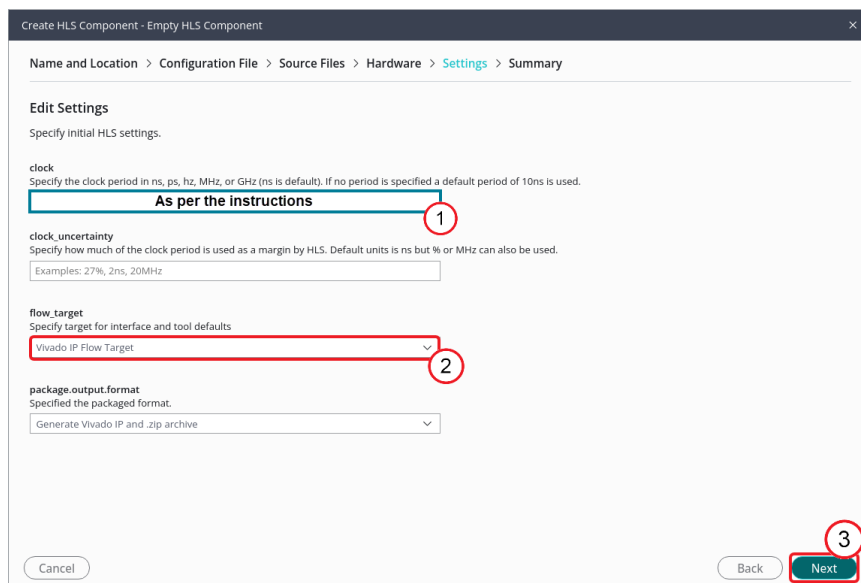 Create HLS Component - Empty HLS Component ×
Name and Location > Configuration File > Source Files > Hardware > Settings > Summary
Edit Settings
Specify initial HLS settings.
clock
Specify the clock period in ns, ps, hz, MHz, or GHz (ns is default). If no period is specified a default period of 10ns is used.
As per the instructions
1
clock_uncertainty
Specify how much of the clock period is used as a margin by HLS. Default units is ns but % or MHz can also be used.
Examples: 27%, 2ns, 20MHz
flow_target
Specify target for interface and tool defaults
Vivado IP Flow Target
2
package.output.format
Specified the packaged format.
Generate Vivado IP and .zip archive
3
Cancel Back Next